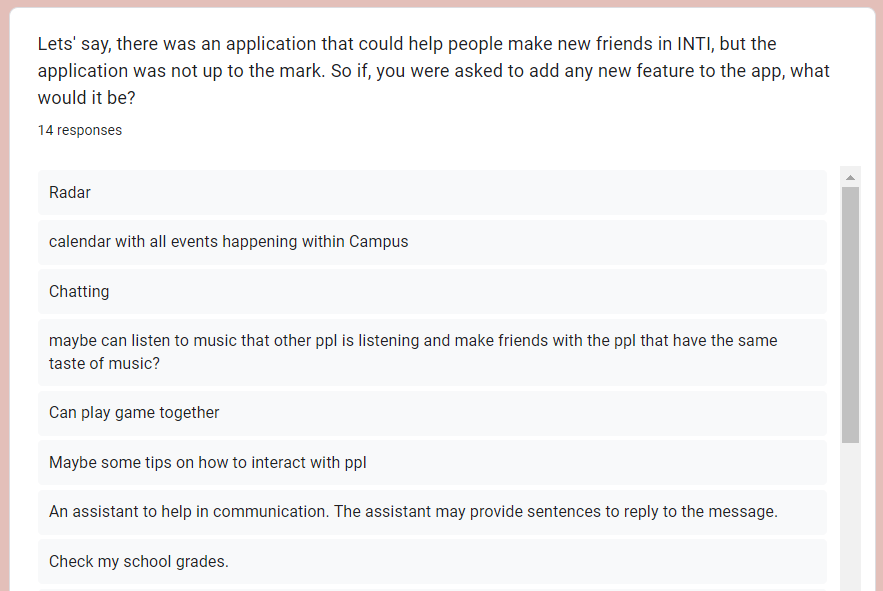 Lets' say, there was an application that could help people make new friends in INTI, but the
application was not up to the mark. So if, you were asked to add any new feature to the app, what
would it be?
14 responses
Radar
calendar with all events happening within Campus
Chatting
maybe can listen to music that other ppl is listening and make friends with the ppl that have the same
taste of music?
Can play game together
Maybe some tips on how to interact with ppl
An assistant to help in communication. The assistant may provide sentences to reply to the message.
Check my school grades.